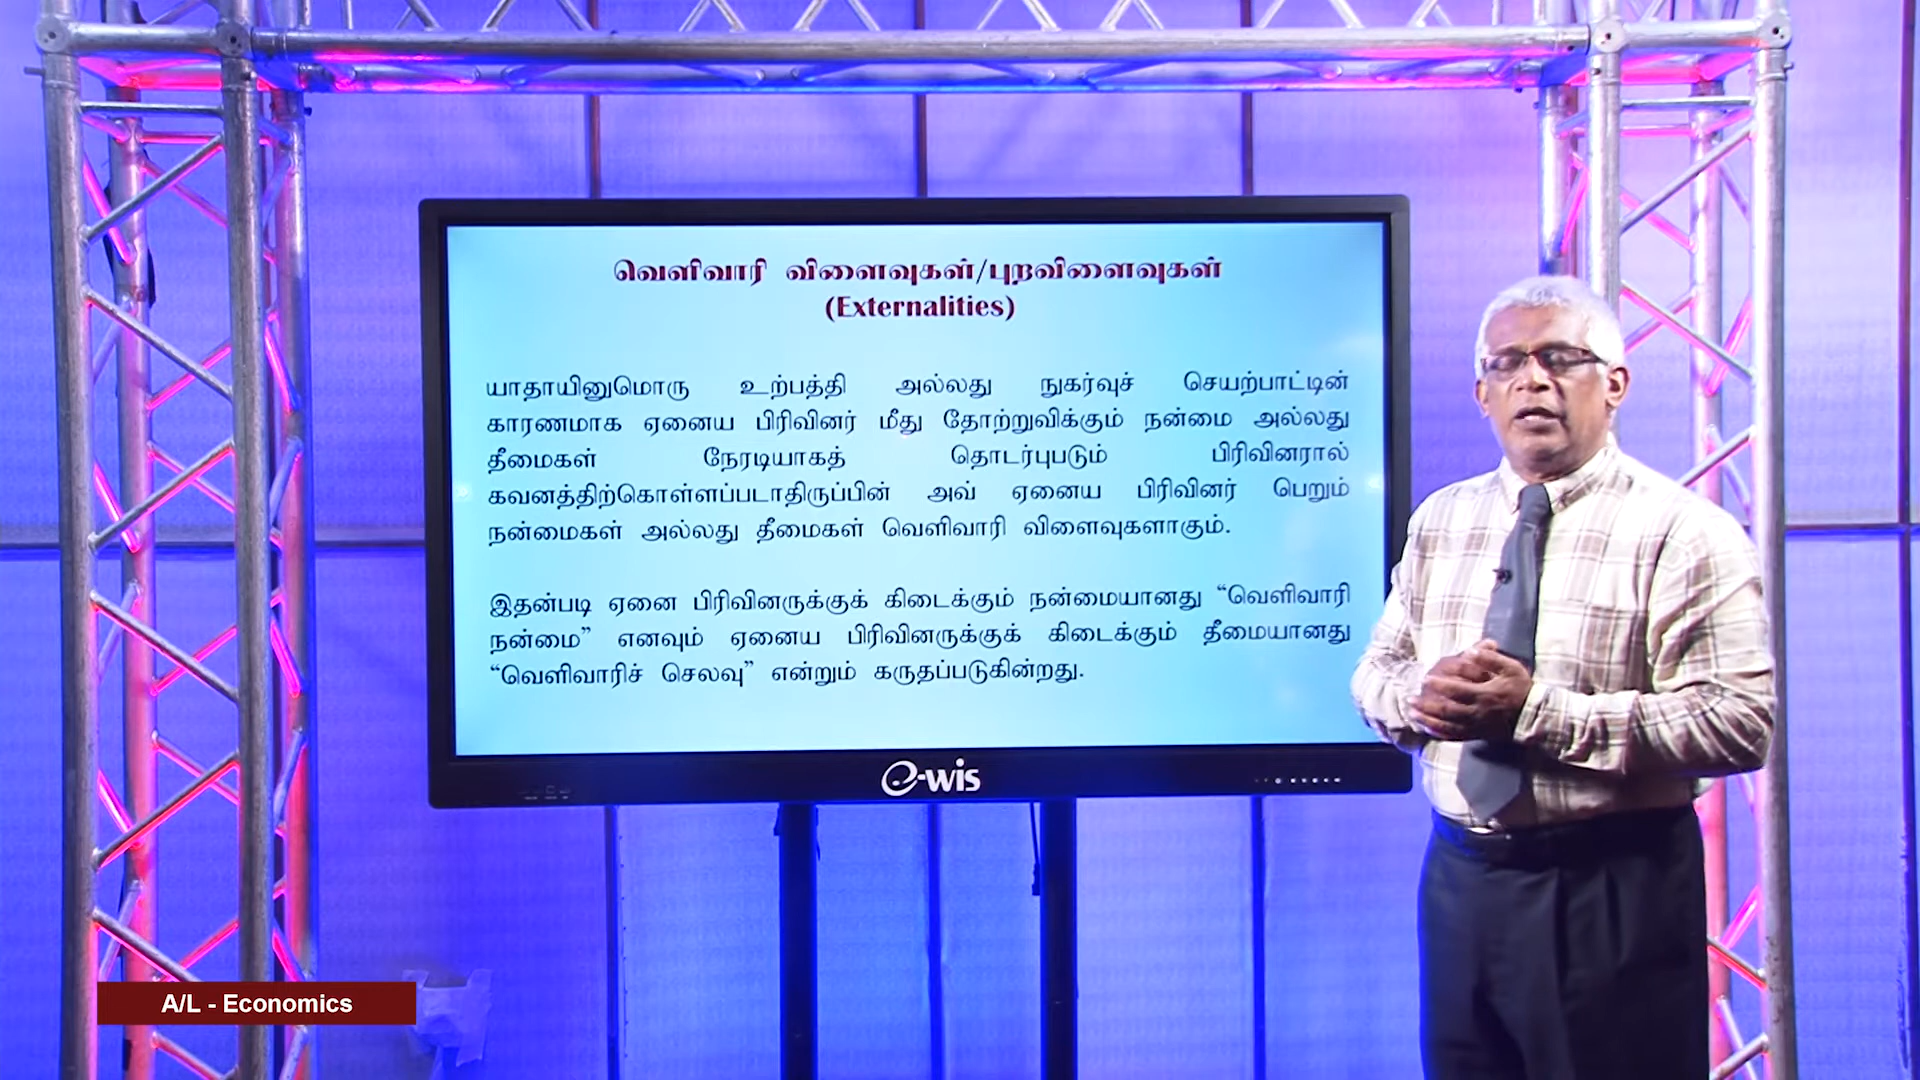 வெளிவாரி விளைவுகள்/புறவிளைவுகள்
(Externalities)
யாதாயினுமொரு உற்பத்தி அல்லது நுகர்வுச் செயற்பாட்டின்
காரணமாக ஏனைய பிரிவினர் மீது தோற்றுவிக்கும் நன்மை அல்லது
தீமைகள் நேரடியாகத் தொடர்புபடும் பிரிவினரால்
கவனத்திற்கொள்ளப்படாதிருப்பின் அவ் ஏனைய பிரிவினர் பெறும்
நன்மைகள் அல்லது தீமைகள் வெளிவாரி விளைவுகளாகும்.
இதன்படி ஏனை பிரிவினருக்குக் கிடைக்கும் நன்மையானது “வெளிவாரி
நன்மை” எனவும் ஏனைய பிரிவினருக்குக் கிடைக்கும் தீமையானது
“வெளிவாரிச் செலவு” என்றும் கருதப்படுகின்றது.
e-wis
A/L - Economics